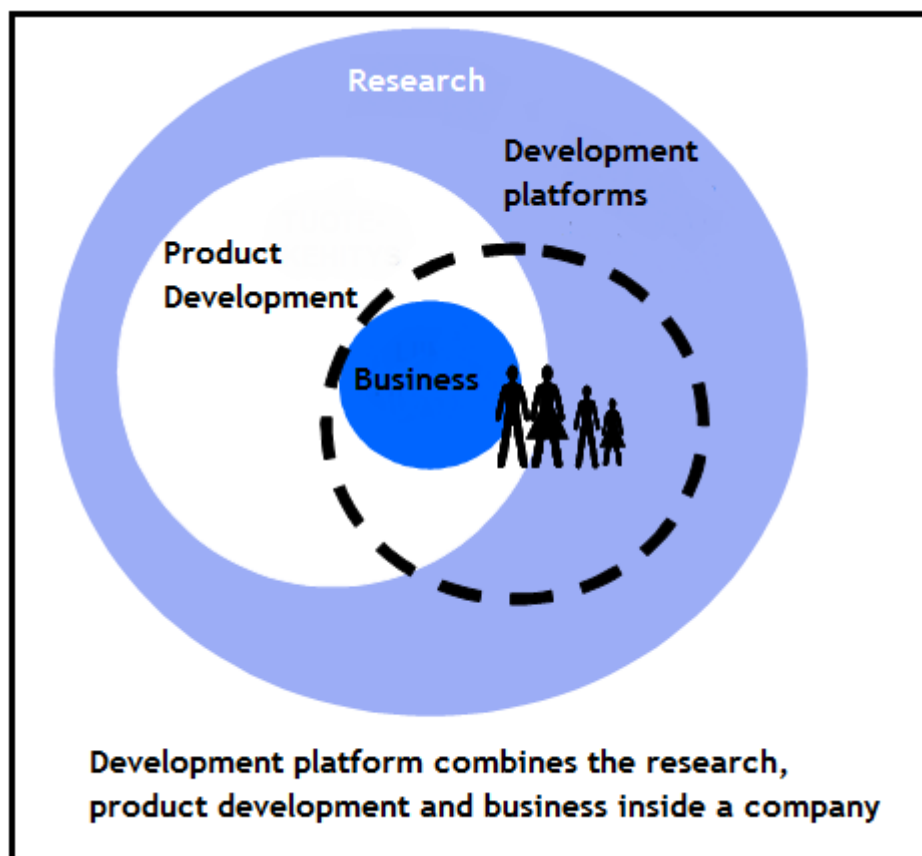 Research
Development
platforms
Product
Development
Business
Development platform combines the research,
product development and business inside a company